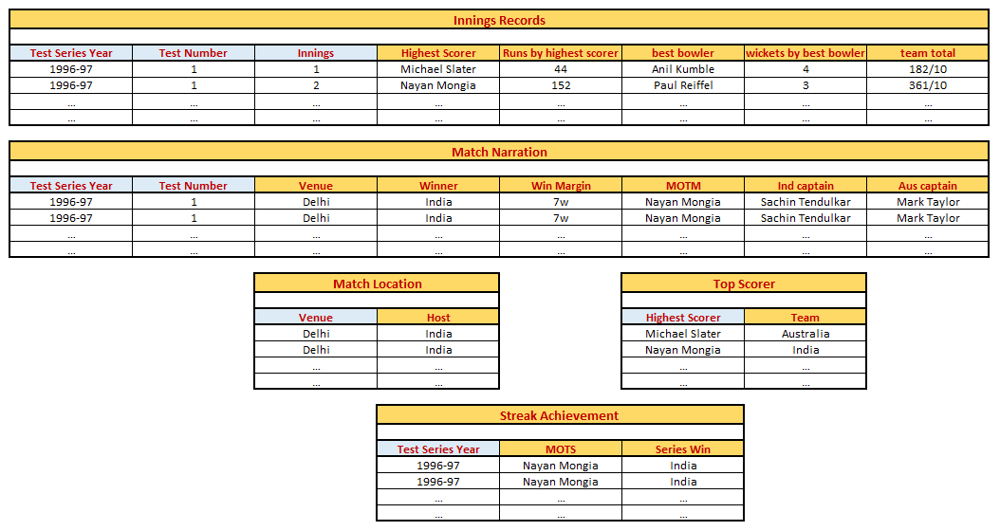 Innings Records
Test Series Year Test Number Innings Highest Scorer Runs by highest scorer best bowler wickets by best bowler team total
1996-97 1 1 Michael Slater 44 Anil Kumble 4 182/10
1996-97 1 2 Nayan Mongia 152 Paul Reiffel 3 361/10
... ... ... ... ... ... ... ...
... ... ... ... ... ... ... ...
Match Narration
Test Series Year Test Number Venue Winner Win Margin MOTM Ind captain Aus captain
1996-97 1 Delhi India 7w Nayan Mongia Sachin Tendulkar Mark Taylor
1996-97 1 Delhi India 7w Nayan Mongia Sachin Tendulkar Mark Taylor
... ... ... ... ... ... ... ...
... ... ... ... ... ... ... ...
Match Location Top Scorer
Venue Host Highest Scorer Team
Delhi India Michael Slater Australia
Delhi India Nayan Mongia India
... ... ... ...
... ... ... ...
Streak Achievement
Test Series Year MOTS Series Win
1996-97 Nayan Mongia India
1996-97 Nayan Mongia India
... ... ...
... ... ...